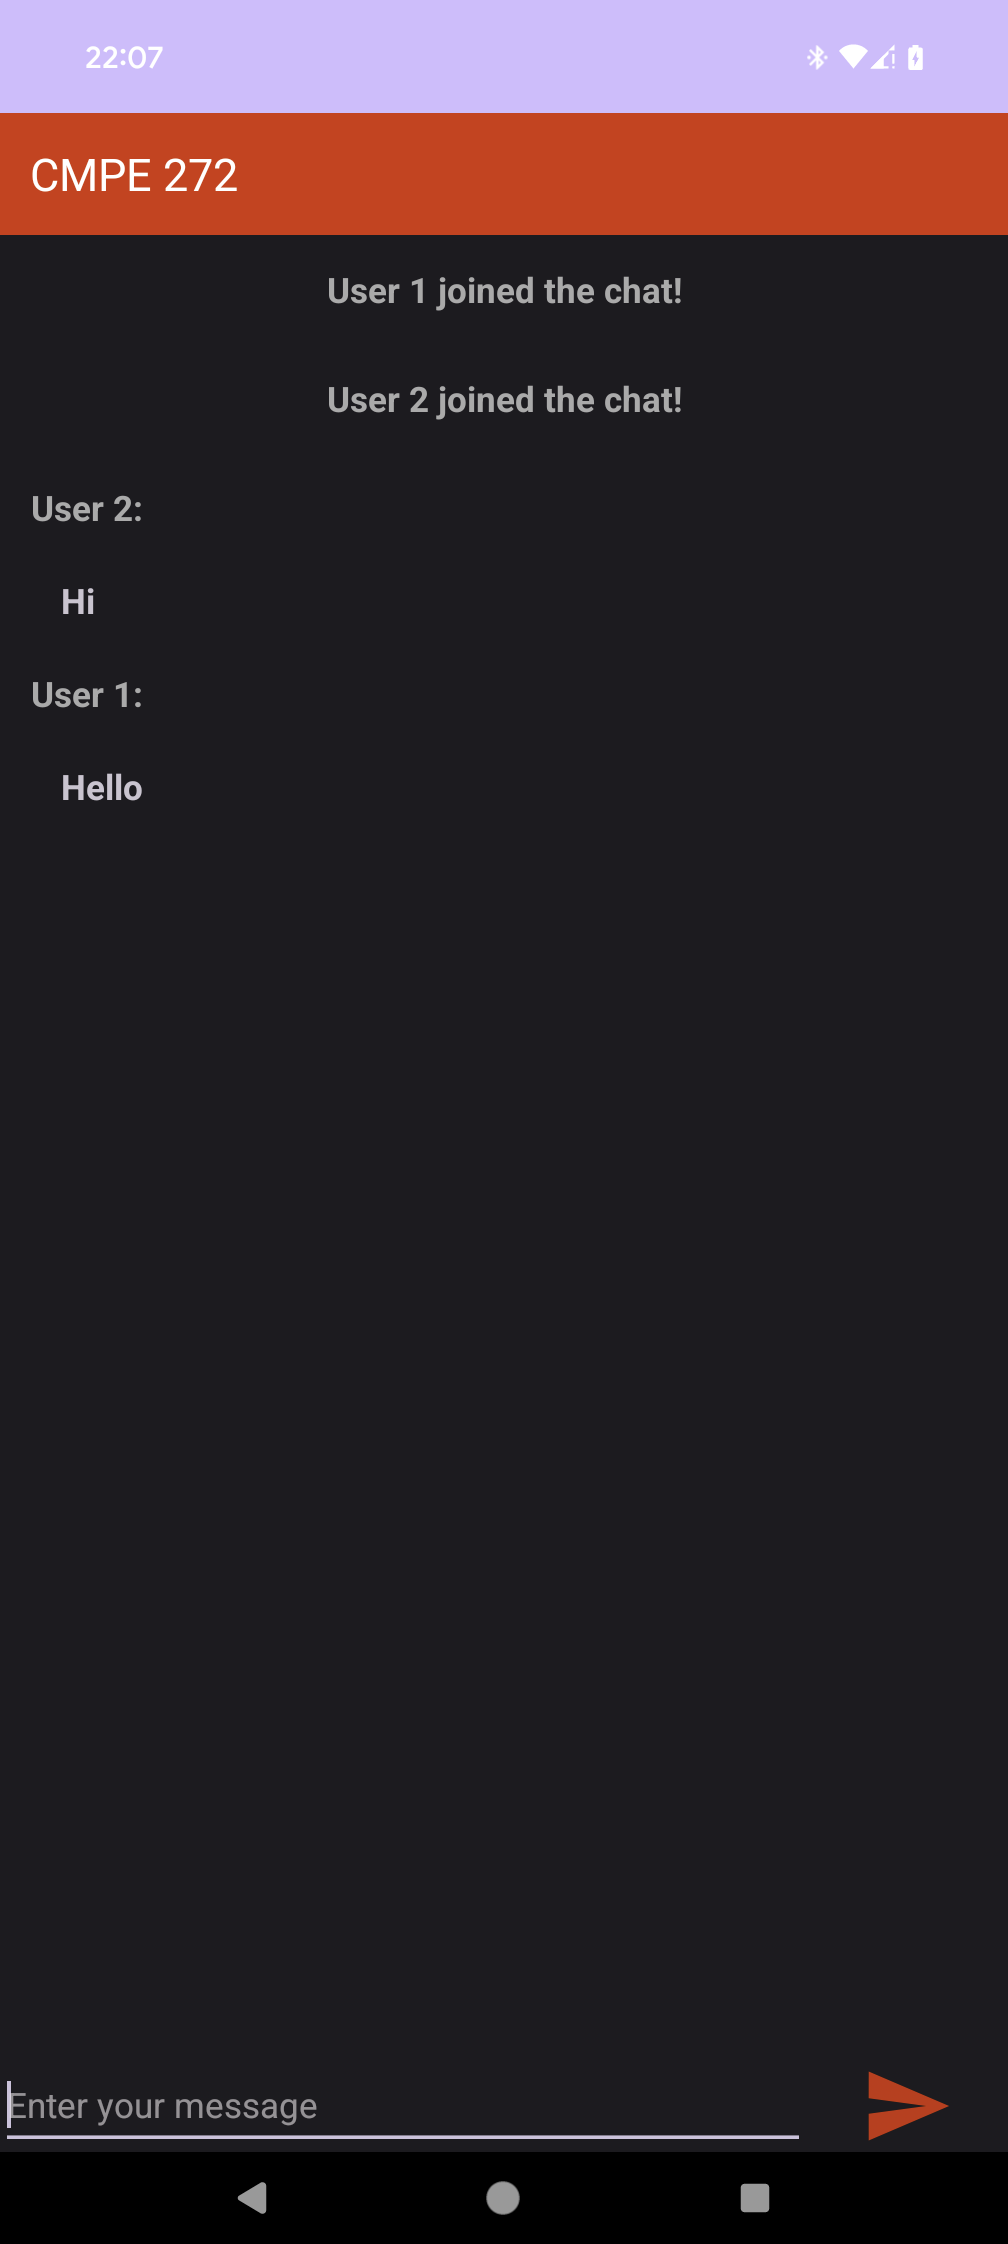 22:07
CMPE 272
User 1 joined the chat!
User 2 joined the chat!
User 2:
Hi
User 1:
Hello
Enter your message